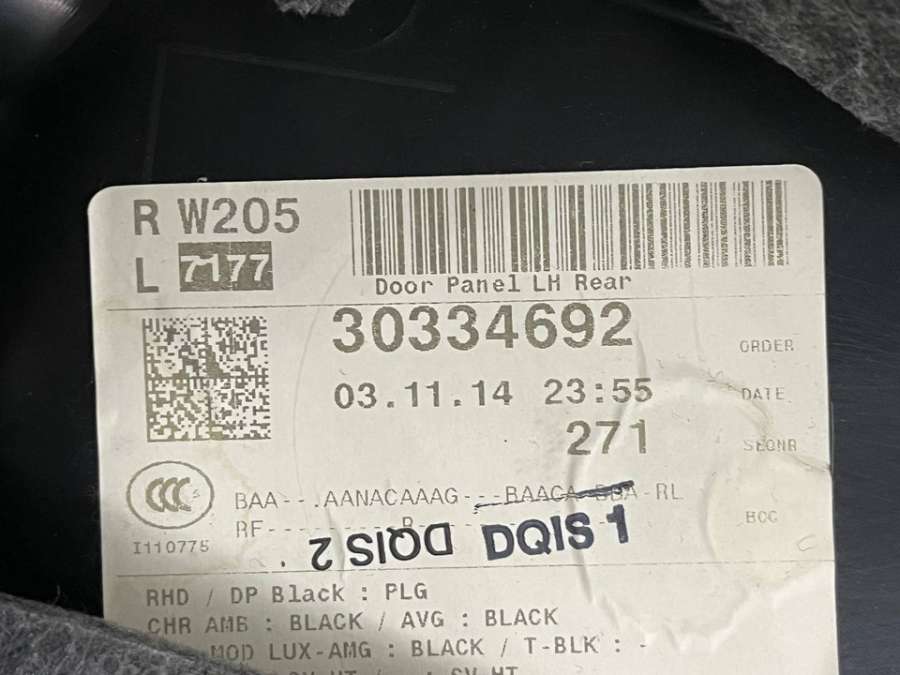 R W205
L 7177
Door Panel LH Rear
30334692 ORDER
03.11.14 23:55 DATE
271 SEQNR
BAA--.AANACAAAG---BAACA-BBA-RL
RF--------B-- BCC
I110775
DQIS 2 DQIS 1
RHD / DP Black : PLG
CHR AMB : BLACK / AVG : BLACK
MOD LUX-AMG : BLACK / T-BLK : -